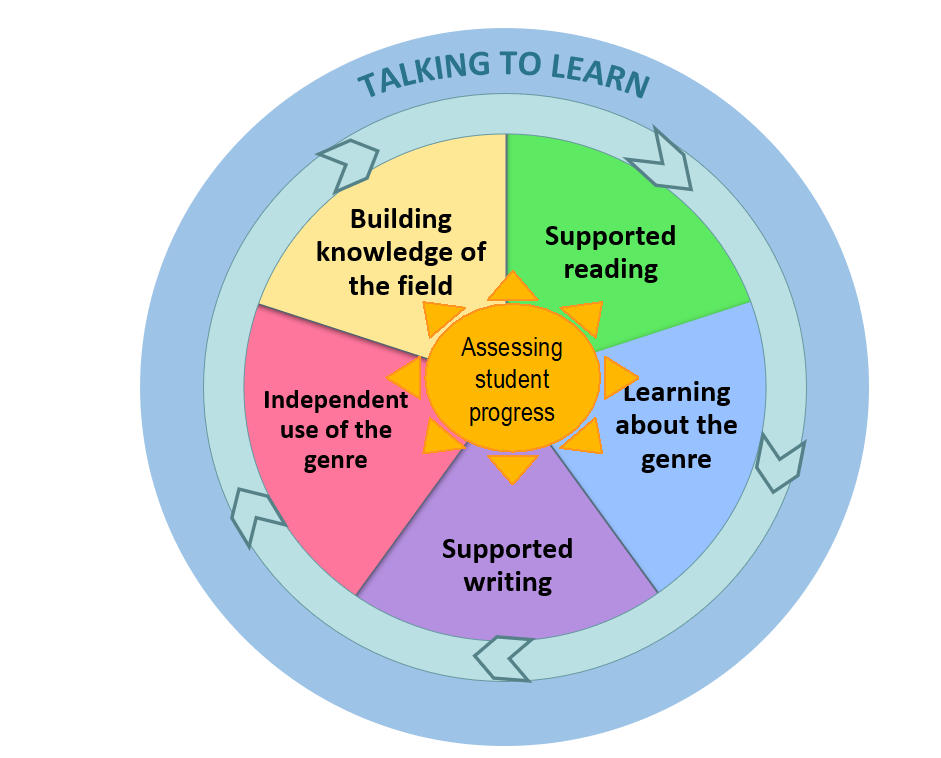 TALKING TO LEARN
Building
knowledge of
the field
Supported
reading
Assessing
student
progress
Learning
about the
genre
Independent
use of the
genre
Supported
writing